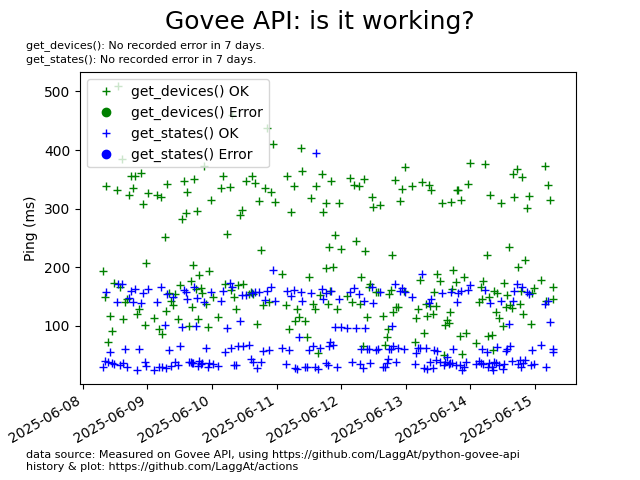 Govee API: is it working?
get_devices(): No recorded error in 7 days.
get_states(): No recorded error in 7 days.
get_devices() OK
get_devices() Error
get_states() OK
get_states() Error
Ping (ms)
500
400
300
200
100
2025-06-08
2025-06-09
2025-06-10
2025-06-11
2025-06-12
2025-06-13
2025-06-14
2025-06-15
data source: Measured on Govee API, using https://github.com/LaggAt/python-govee-api
history & plot: https://github.com/LaggAt/actions